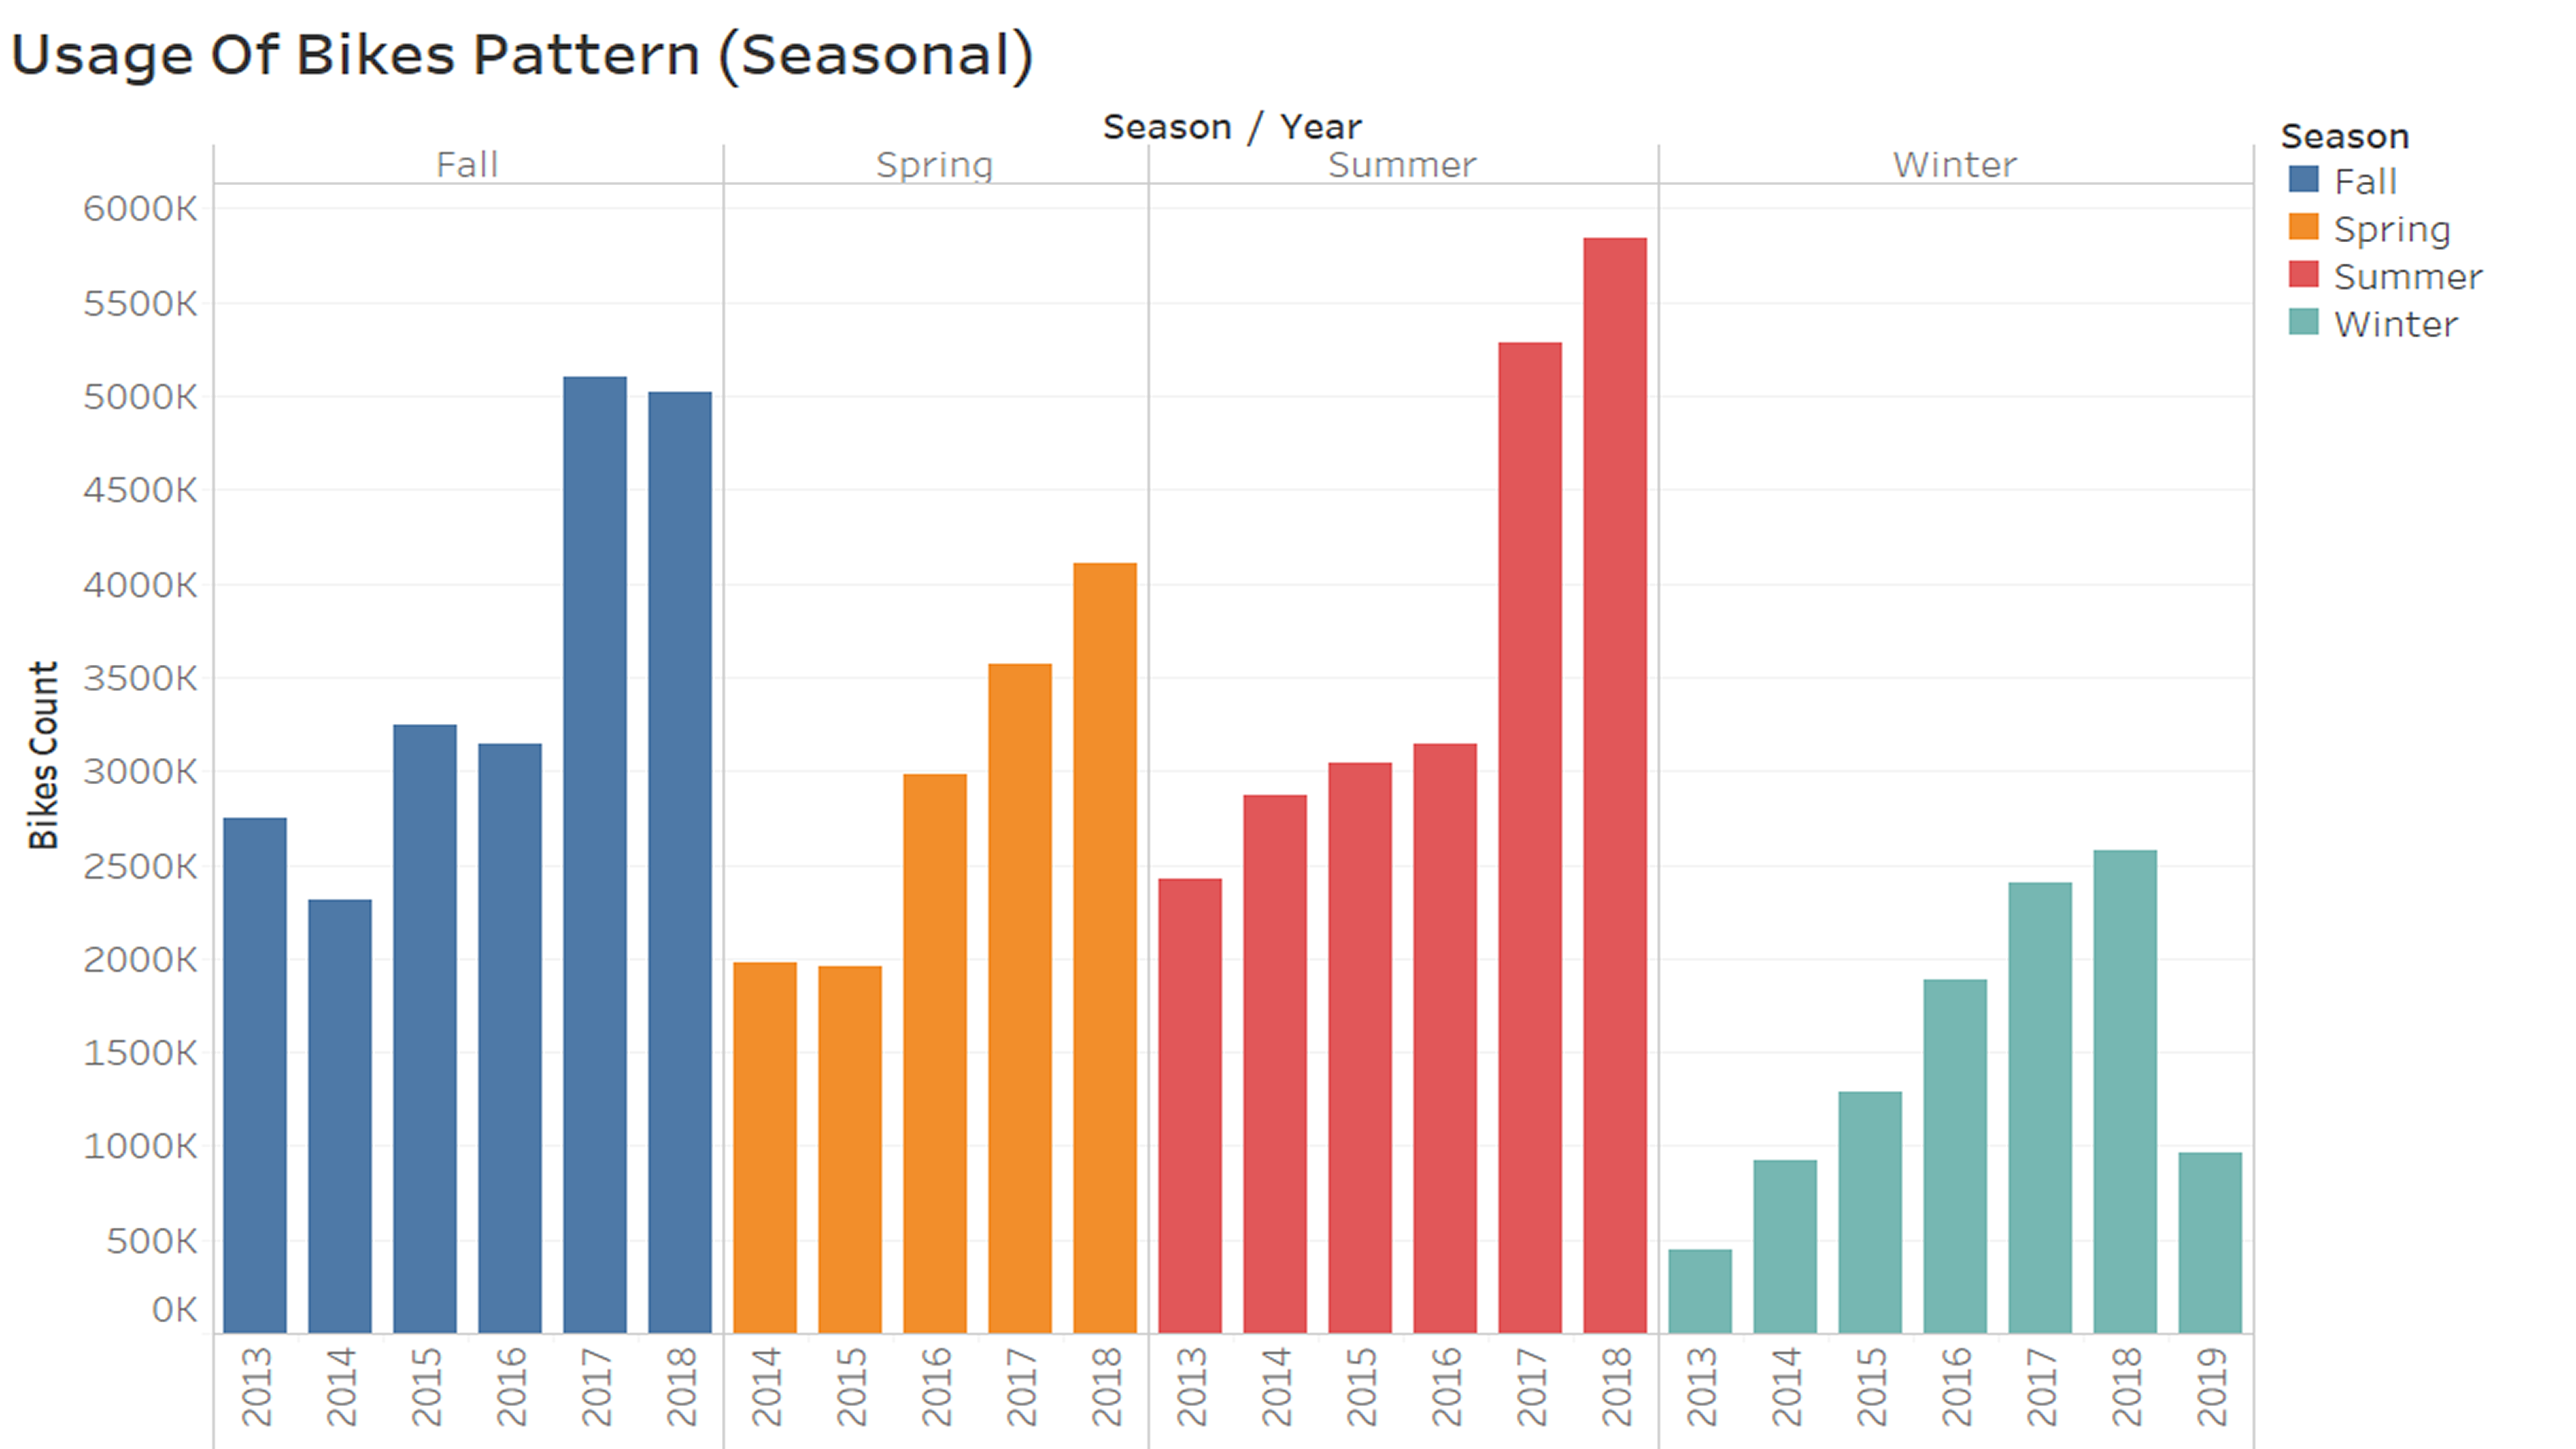 Usage Of Bikes Pattern (Seasonal)
Season / Year
Fall Spring Summer Winter
Season
Fall
Spring
Summer
Winter
Bikes Count
6000K
5500K
5000K
4500K
4000K
3500K
3000K
2500K
2000K
1500K
1000K
500K
0K
2013 2014 2015 2016 2017 2018 2014 2015 2016 2017 2018 2013 2014 2015 2016 2017 2018 2013 2014 2015 2016 2017 2018 2019